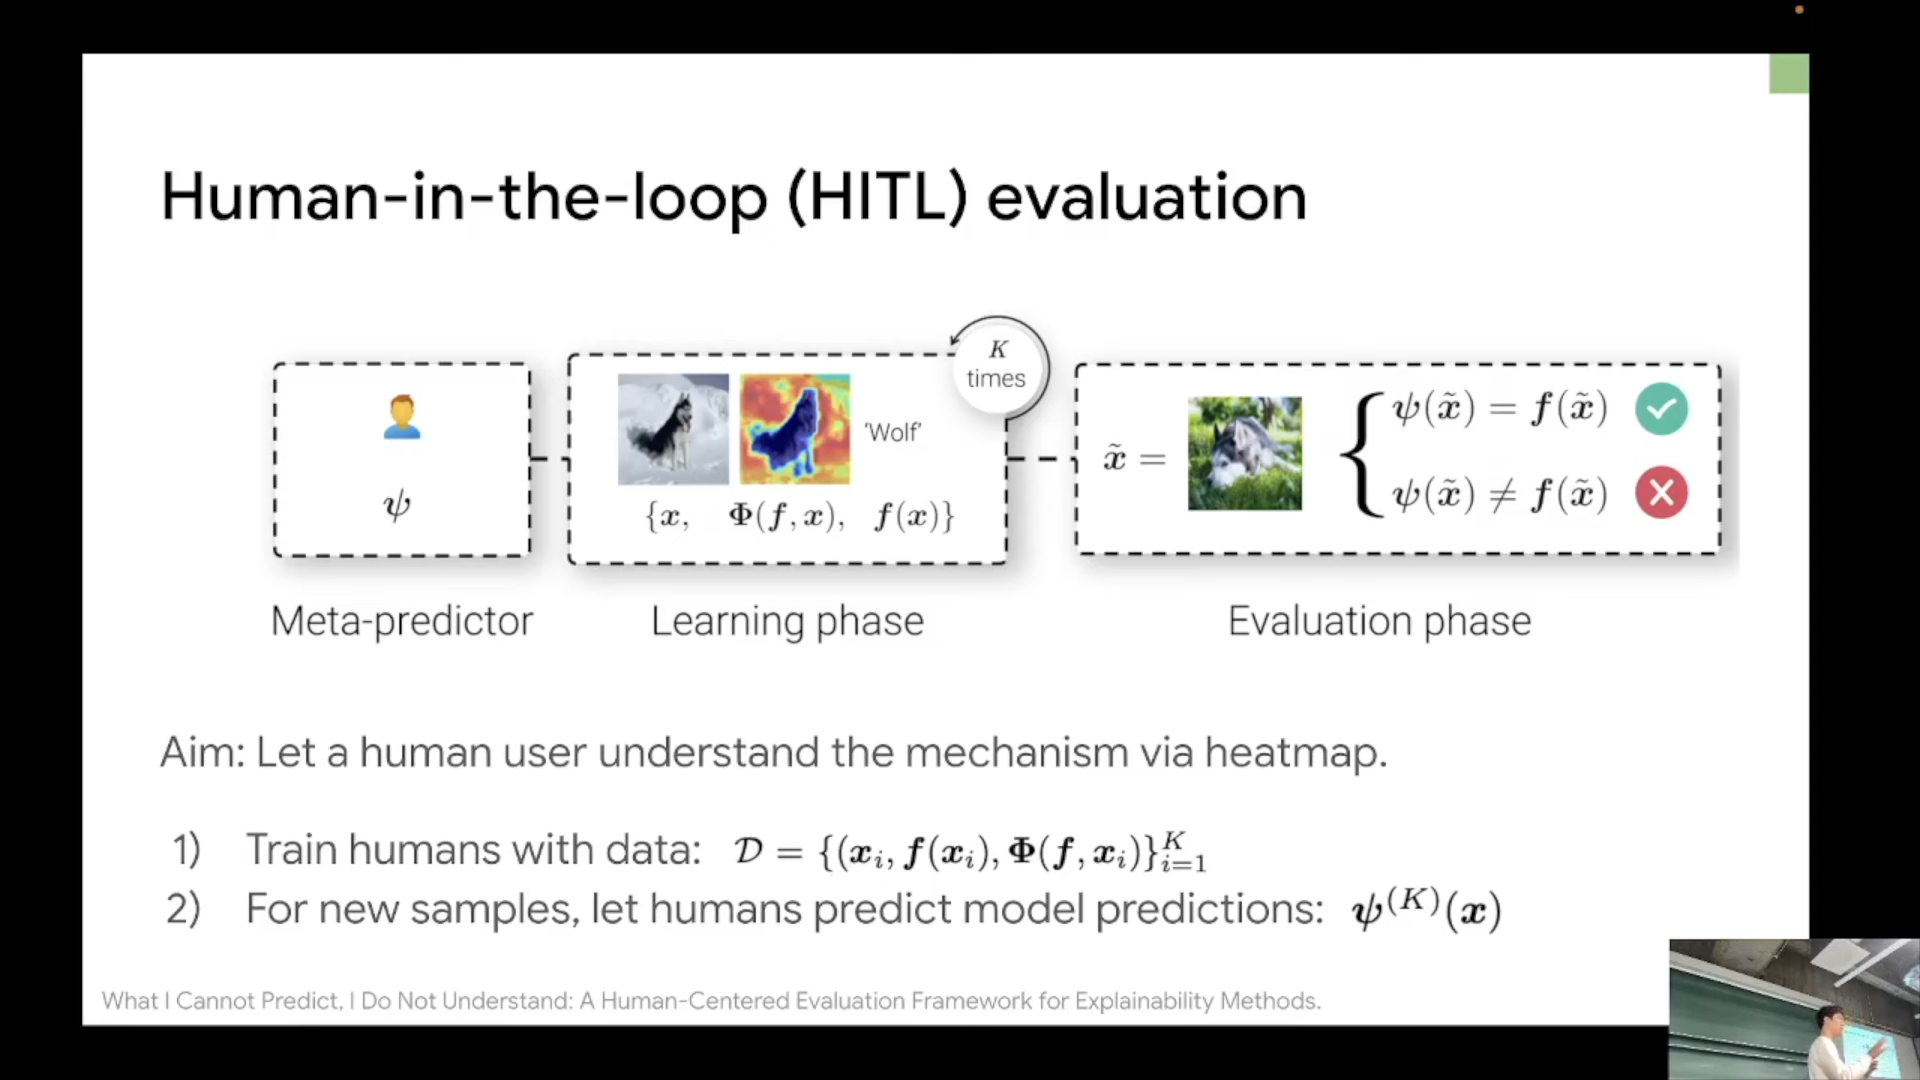 Human-in-the-loop (HITL) evaluation
K
times
'Wolf'
ψ
{x, Φ(f, x), f(x)}
x̃ =
ψ(x̃) = f(x̃)
ψ(x̃) ≠ f(x̃)
Meta-predictor
Learning phase
Evaluation phase
Aim: Let a human user understand the mechanism via heatmap.
1) Train humans with data: 𝒟 = {(xᵢ, f(xᵢ), Φ(f, xᵢ)}ᵢ₌₁ᴷ
2) For new samples, let humans predict model predictions: ψ⁽ᴷ⁾(x)
What I Cannot Predict, I Do Not Understand: A Human-Centered Evaluation Framework for Explainability Methods.